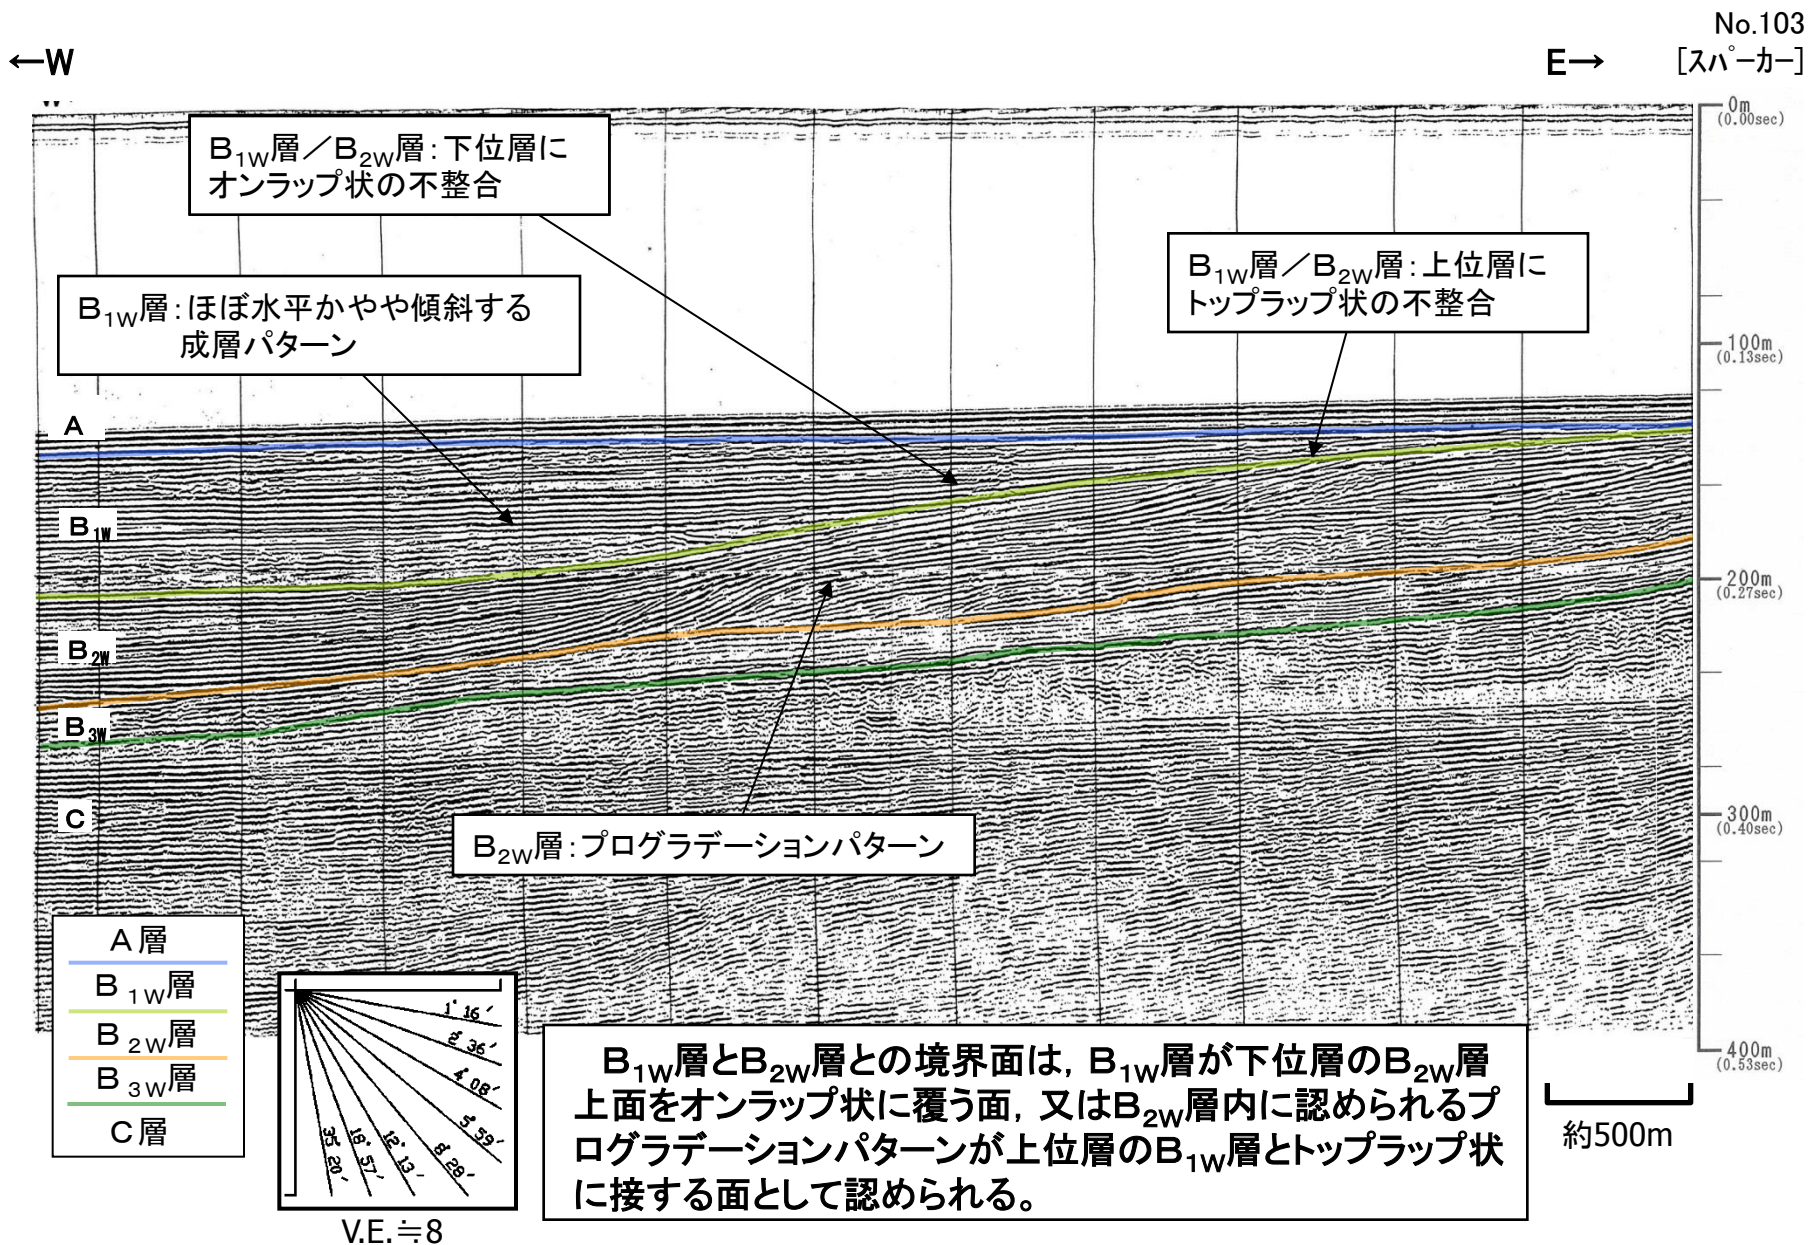 No.103
[スパーカー]
←W
E→
0m
(0.00sec)
B1W層／B2W層：下位層に
オンラップ状の不整合
B1W層／B2W層：上位層に
トップラップ状の不整合
B1W層：ほぼ水平かやや傾斜する
成層パターン
100m
(0.13sec)
A
B1W
200m
(0.27sec)
B2W
B3W
C
300m
(0.40sec)
B2W層：プログラデーションパターン
A層
B1W層
B2W層
B3W層
C層
1°16′
2°36′
4°08′
5°59′
8°28′
12°13′
18°57′
35°20′
V.E.≒8
B1W層とB2W層との境界面は，B1W層が下位層のB2W層
上面をオンラップ状に覆う面，又はB2W層内に認められるプ
ログラデーションパターンが上位層のB1W層とトップラップ状
に接する面として認められる。
400m
(0.53sec)
約500m